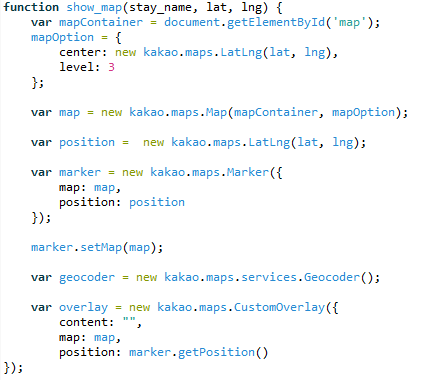 function show_map(stay_name, lat, lng) {
    var mapContainer = document.getElementById('map');
    mapOption = {
        center: new kakao.maps.LatLng(lat, lng),
        level: 3
    };

    var map = new kakao.maps.Map(mapContainer, mapOption);

    var position =  new kakao.maps.LatLng(lat, lng);

    var marker = new kakao.maps.Marker({
        map: map,
        position: position
    });

    marker.setMap(map);

    var geocoder = new kakao.maps.services.Geocoder();

    var overlay = new kakao.maps.CustomOverlay({
        content: "",
        map: map,
        position: marker.getPosition()
});